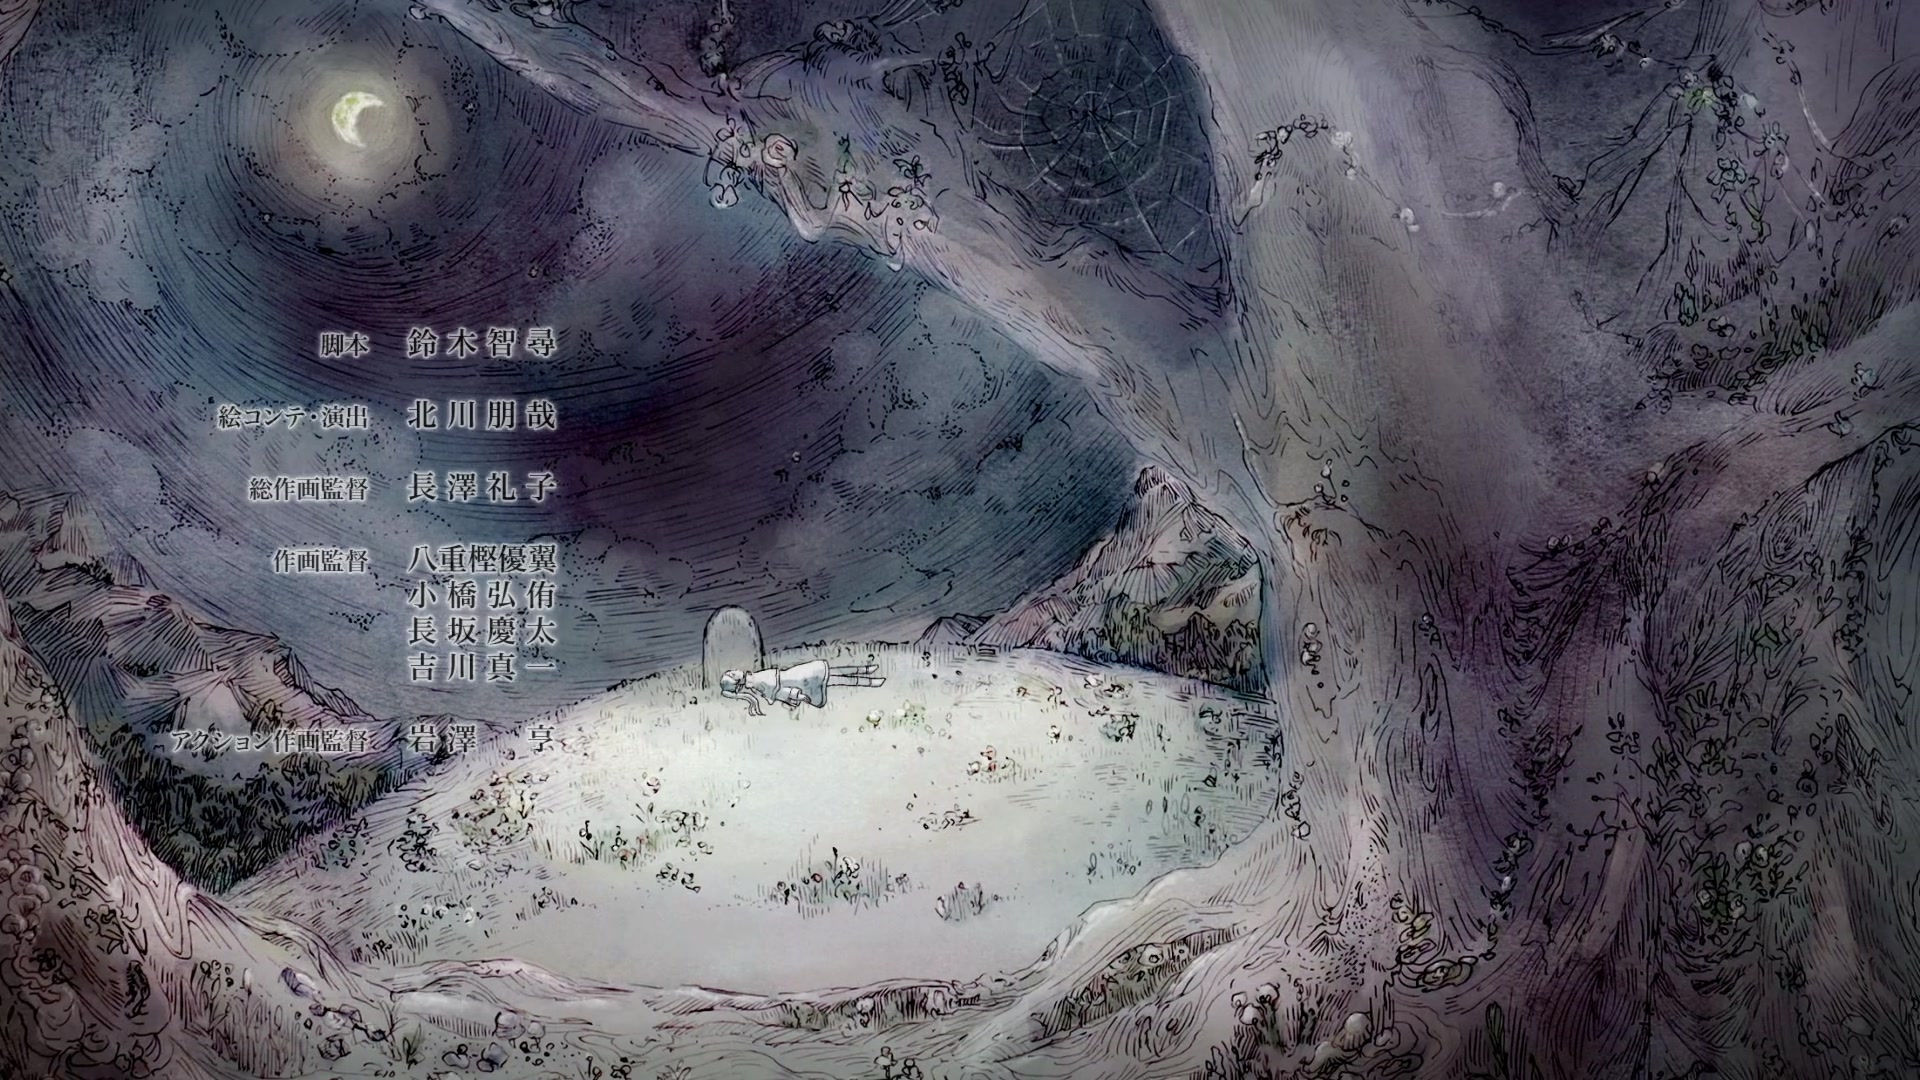 脚本 鈴木智尋
絵コンテ・演出 北川朋哉
総作画監督 長澤礼子
作画監督 八重樫優翼
小橋弘侑
長坂慶太
吉川真一
アクション作画監督 岩澤 亨